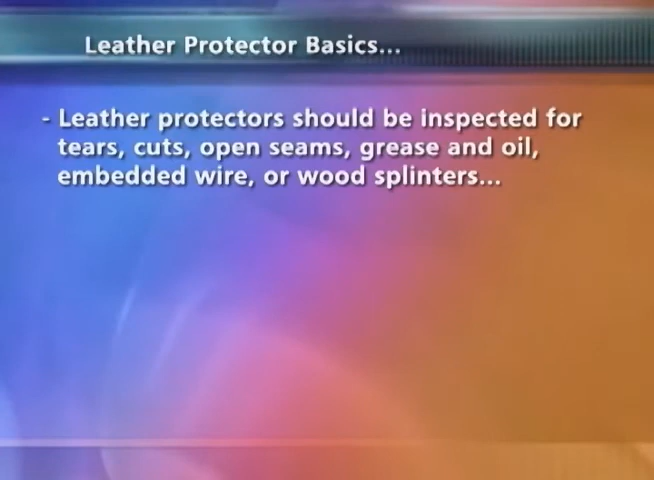 Leather Protector Basics...
- Leather protectors should be inspected for
tears, cuts, open seams, grease and oil,
embedded wire, or wood splinters...